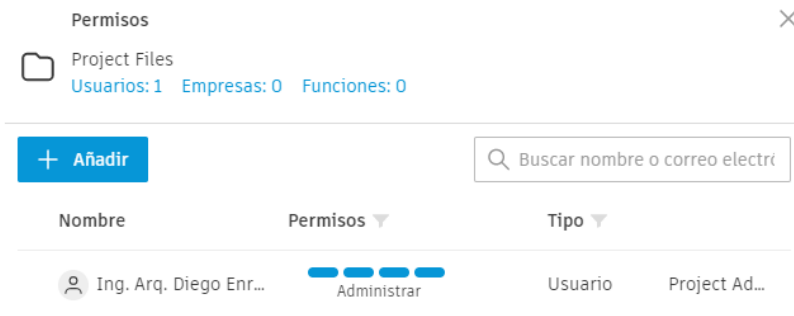 Permisos
Project Files
Usuarios: 1 Empresas: 0 Funciones: 0
Añadir
Buscar nombre o correo electró
Nombre Permisos Tipo
Ing. Arq. Diego Enr... Administrar Usuario Project Ad...